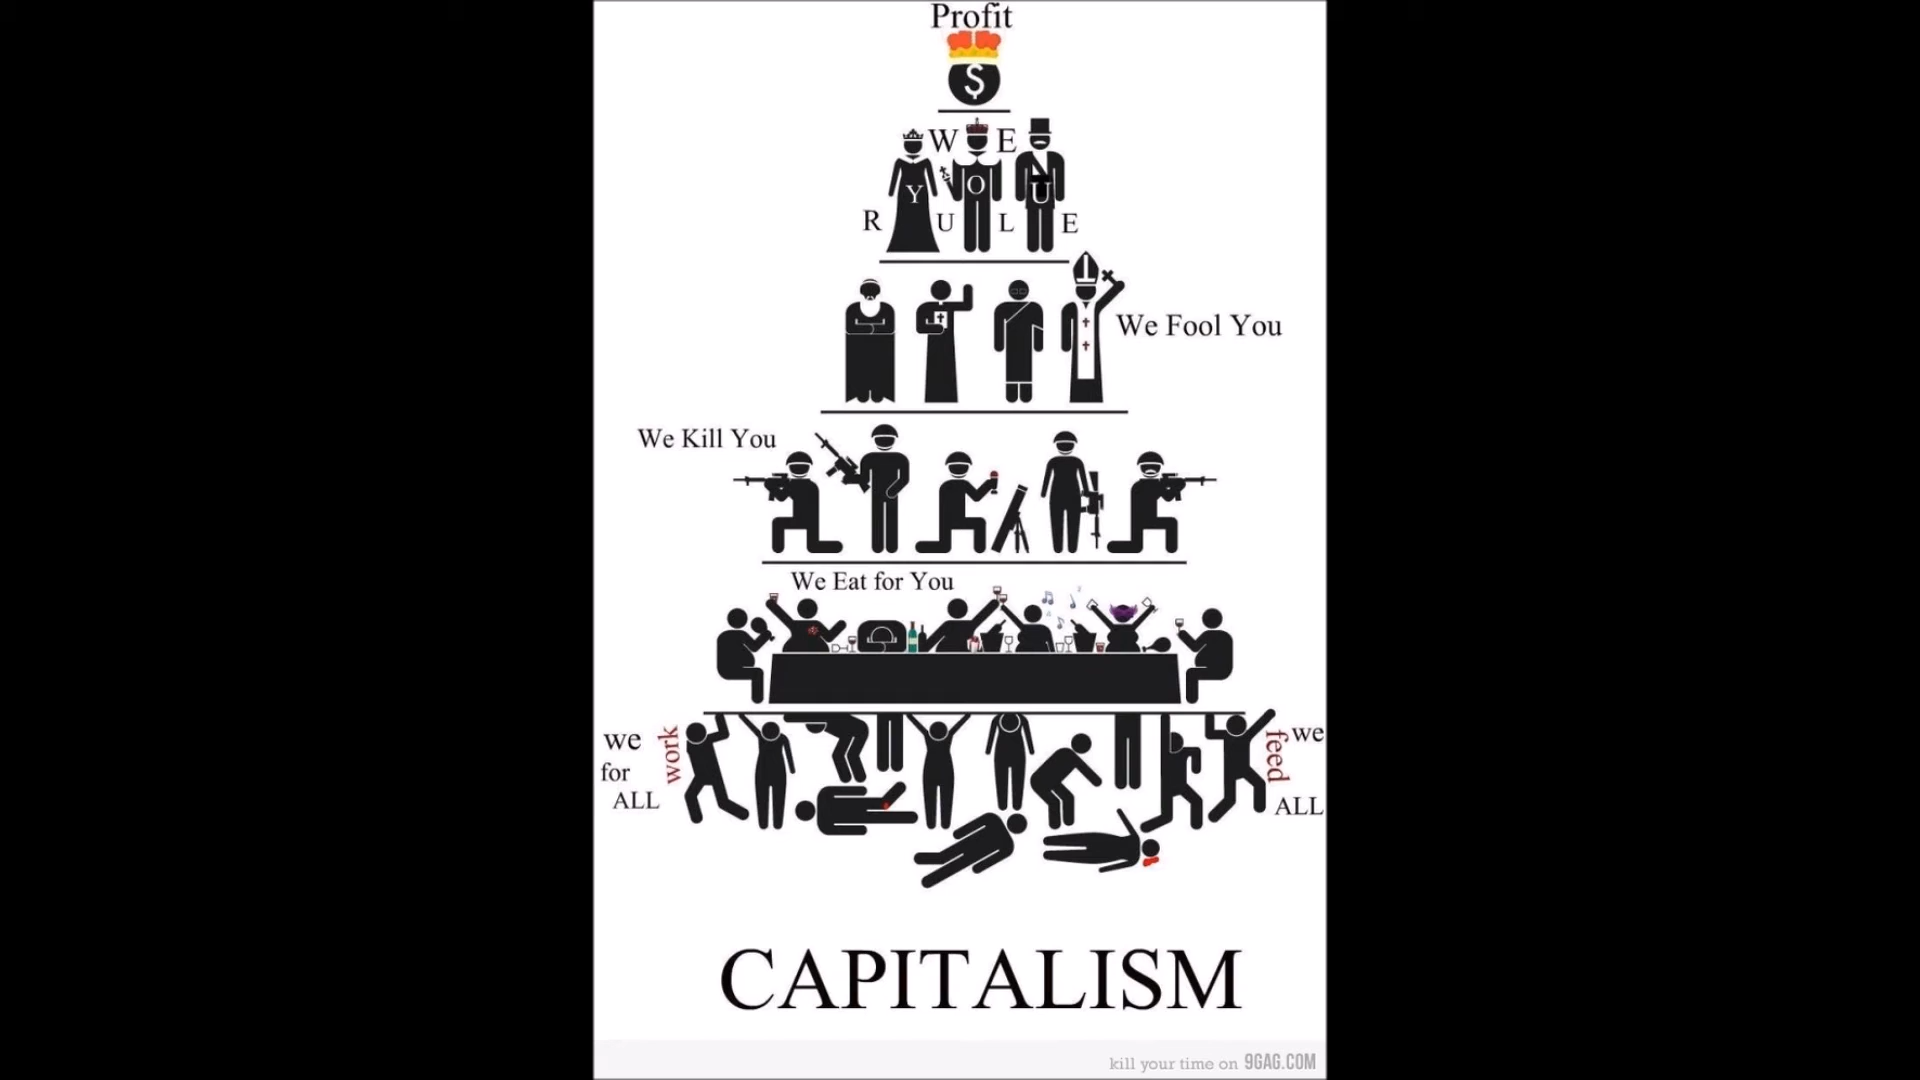 Profit
$
W E
Y O U
R U L E
We Fool You
We Kill You
We Eat for You
we
work
for
ALL
we
feed
ALL
CAPITALISM
kill your time on 9GAG.COM